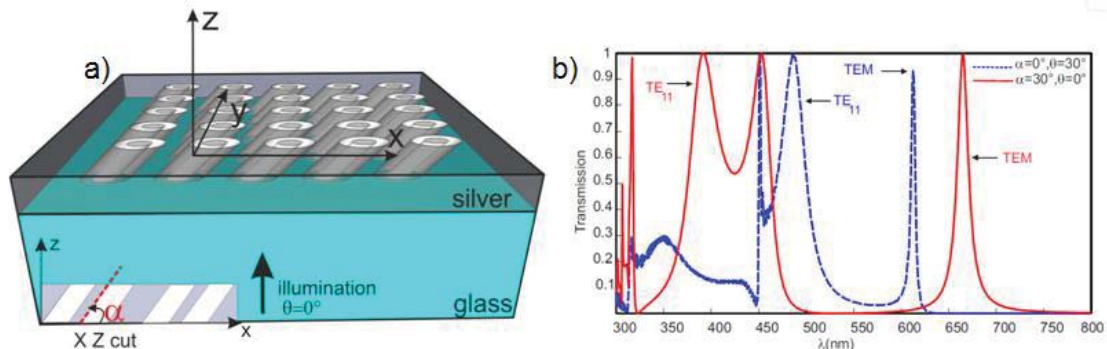 a)
z
y
x
silver
z
illumination
θ=0°
glass
α
X Z cut
x
b)
α=0°,θ=30°
α=30°,θ=0°
TE11
TEM
TE11
TEM
Transmission
1
0.9
0.8
0.7
0.6
0.5
0.4
0.3
0.2
0.1
300 350 400 450 500 550 600 650 700 800
λ(nm)